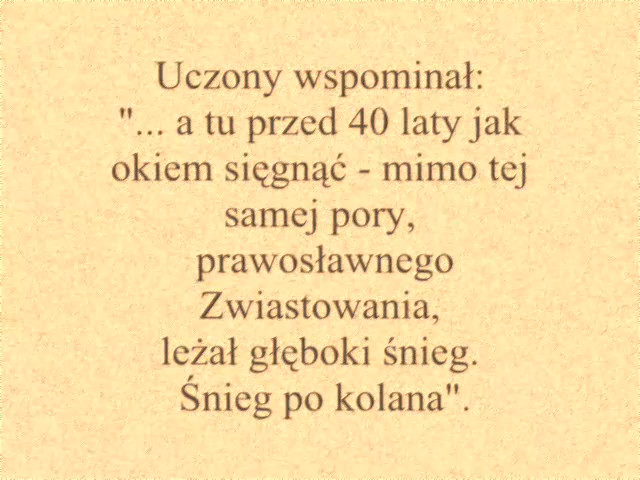 Uczony wspominał:
"... a tu przed 40 laty jak
okiem sięgnąć - mimo tej
samej pory,
prawosławnego
Zwiastowania,
leżał głęboki śnieg.
Śnieg po kolana".